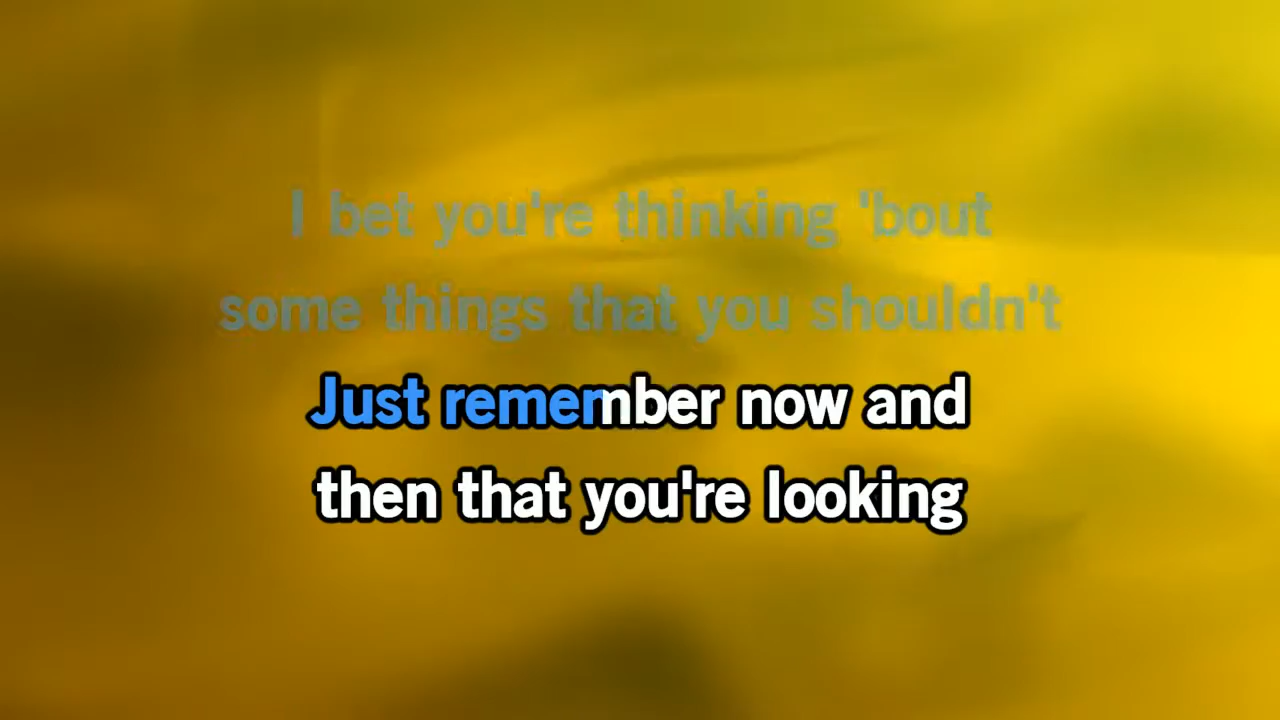 I bet you're thinking 'bout
some things that you shouldn't
Just remember now and
then that you're looking